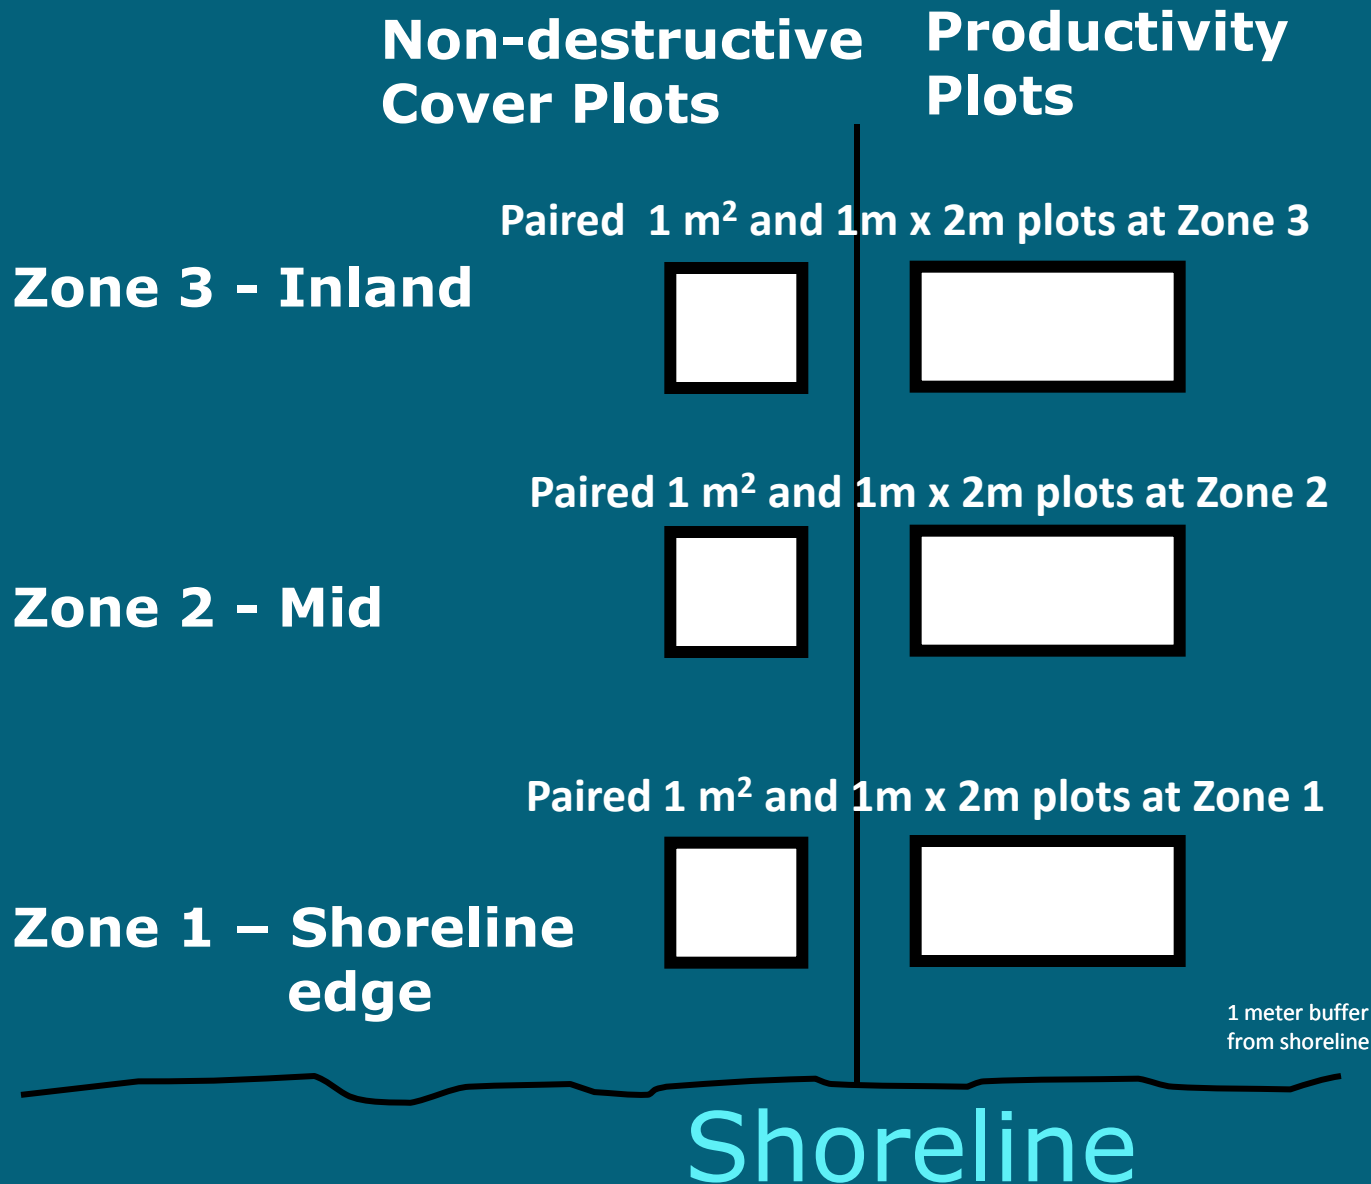 Non-destructive
Cover Plots
Productivity
Plots
Paired  1 m² and 1m x 2m plots at Zone 3
Zone 3 - Inland
Paired 1 m² and 1m x 2m plots at Zone 2
Zone 2 - Mid
Paired 1 m² and 1m x 2m plots at Zone 1
Zone 1 – Shoreline
edge
1 meter buffer
from shoreline
Shoreline